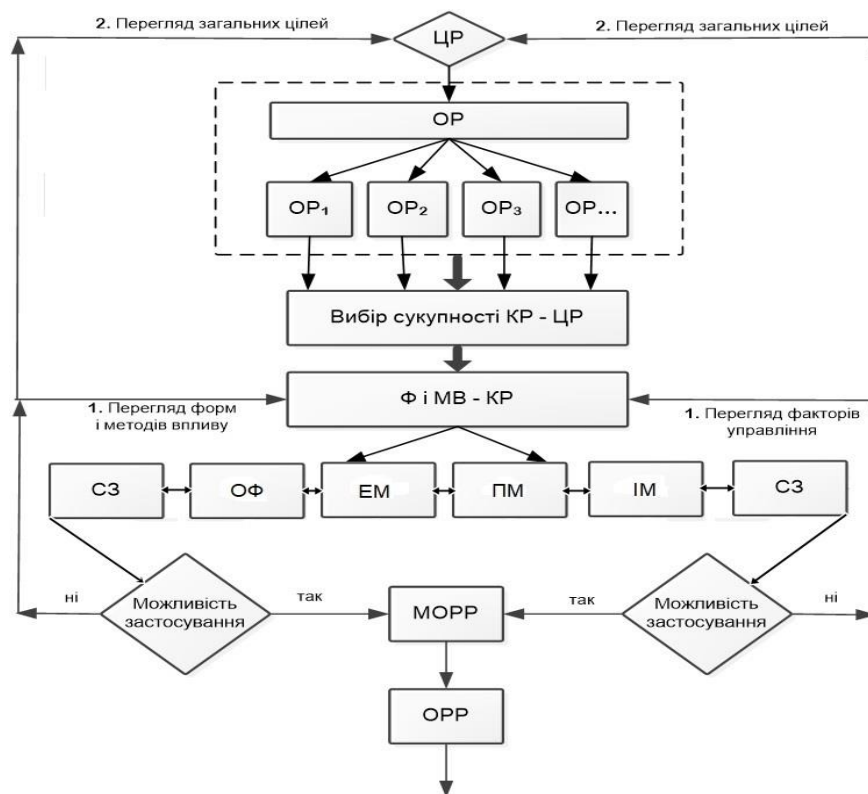 2. Перегляд загальних цілей
ЦР
2. Перегляд загальних цілей
ОР
ОР₁
ОР₂
ОР₃
ОР...
Вибір сукупності КР - ЦР
Ф і МВ - КР
1. Перегляд форм
і методів впливу
1. Перегляд факторів
управління
СЗ
ОФ
ЕМ
ПМ
ІМ
СЗ
ні
Можливість
застосування
так
МОРР
так
Можливість
застосування
ні
ОРР